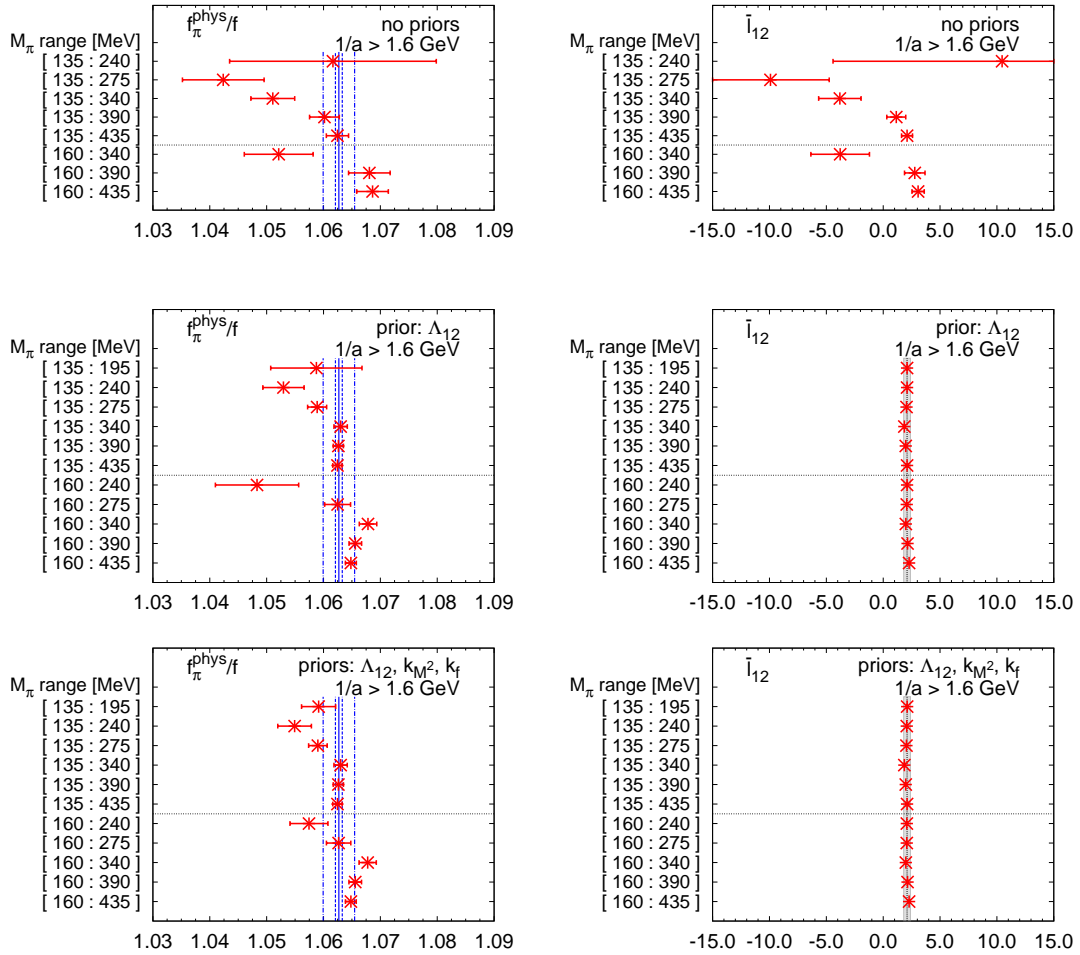 f_π^phys/f
no priors
M_π range [MeV]
1/a > 1.6 GeV
[ 135 : 240]
[ 135 : 275]
[ 135 : 340]
[ 135 : 390]
[ 135 : 435]
[ 160 : 340]
[ 160 : 390]
[ 160 : 435]
1.03 1.04 1.05 1.06 1.07 1.08 1.09
l̄_12
no priors
M_π range [MeV]
1/a > 1.6 GeV
[ 135 : 240]
[ 135 : 275]
[ 135 : 340]
[ 135 : 390]
[ 135 : 435]
[ 160 : 340]
[ 160 : 390]
[ 160 : 435]
-15.0 -10.0 -5.0 0.0 5.0 10.0 15.0
f_π^phys/f
prior: Λ_12
M_π range [MeV]
1/a > 1.6 GeV
[ 135 : 195]
[ 135 : 240]
[ 135 : 275]
[ 135 : 340]
[ 135 : 390]
[ 135 : 435]
[ 160 : 240]
[ 160 : 275]
[ 160 : 340]
[ 160 : 390]
[ 160 : 435]
1.03 1.04 1.05 1.06 1.07 1.08 1.09
l̄_12
prior: Λ_12
M_π range [MeV]
1/a > 1.6 GeV
[ 135 : 195]
[ 135 : 240]
[ 135 : 275]
[ 135 : 340]
[ 135 : 390]
[ 135 : 435]
[ 160 : 240]
[ 160 : 275]
[ 160 : 340]
[ 160 : 390]
[ 160 : 435]
-15.0 -10.0 -5.0 0.0 5.0 10.0 15.0
f_π^phys/f
priors: Λ_12, k_M², k_f
M_π range [MeV]
1/a > 1.6 GeV
[ 135 : 195]
[ 135 : 240]
[ 135 : 275]
[ 135 : 340]
[ 135 : 390]
[ 135 : 435]
[ 160 : 240]
[ 160 : 275]
[ 160 : 340]
[ 160 : 390]
[ 160 : 435]
1.03 1.04 1.05 1.06 1.07 1.08 1.09
l̄_12
priors: Λ_12, k_M², k_f
M_π range [MeV]
1/a > 1.6 GeV
[ 135 : 195]
[ 135 : 240]
[ 135 : 275]
[ 135 : 340]
[ 135 : 390]
[ 135 : 435]
[ 160 : 240]
[ 160 : 275]
[ 160 : 340]
[ 160 : 390]
[ 160 : 435]
-15.0 -10.0 -5.0 0.0 5.0 10.0 15.0